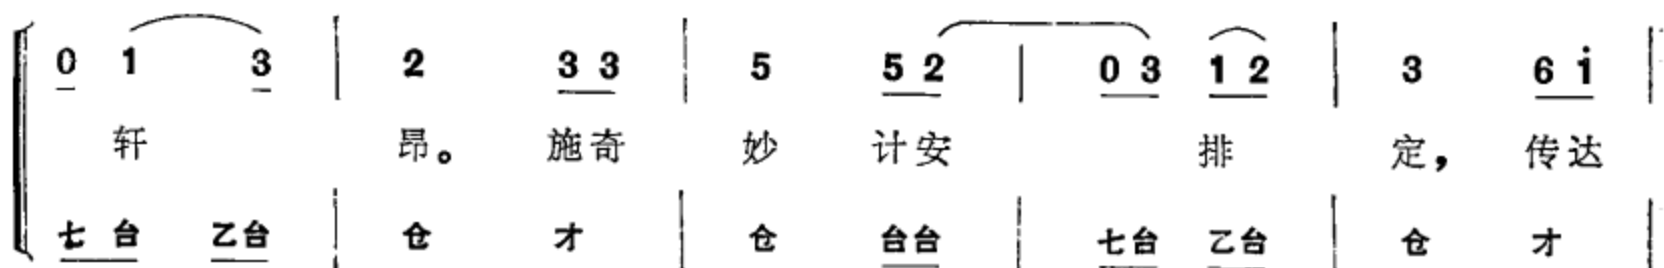 0 1 3 | 2 3 3 | 5 5 2 | 0 3 1 2 | 3 6 i |
轩 昂。 施奇 妙 计安 排 定， 传达
七 台 乙台 | 仓 才 | 仓 台台 | 七台 乙台 | 仓 才 |